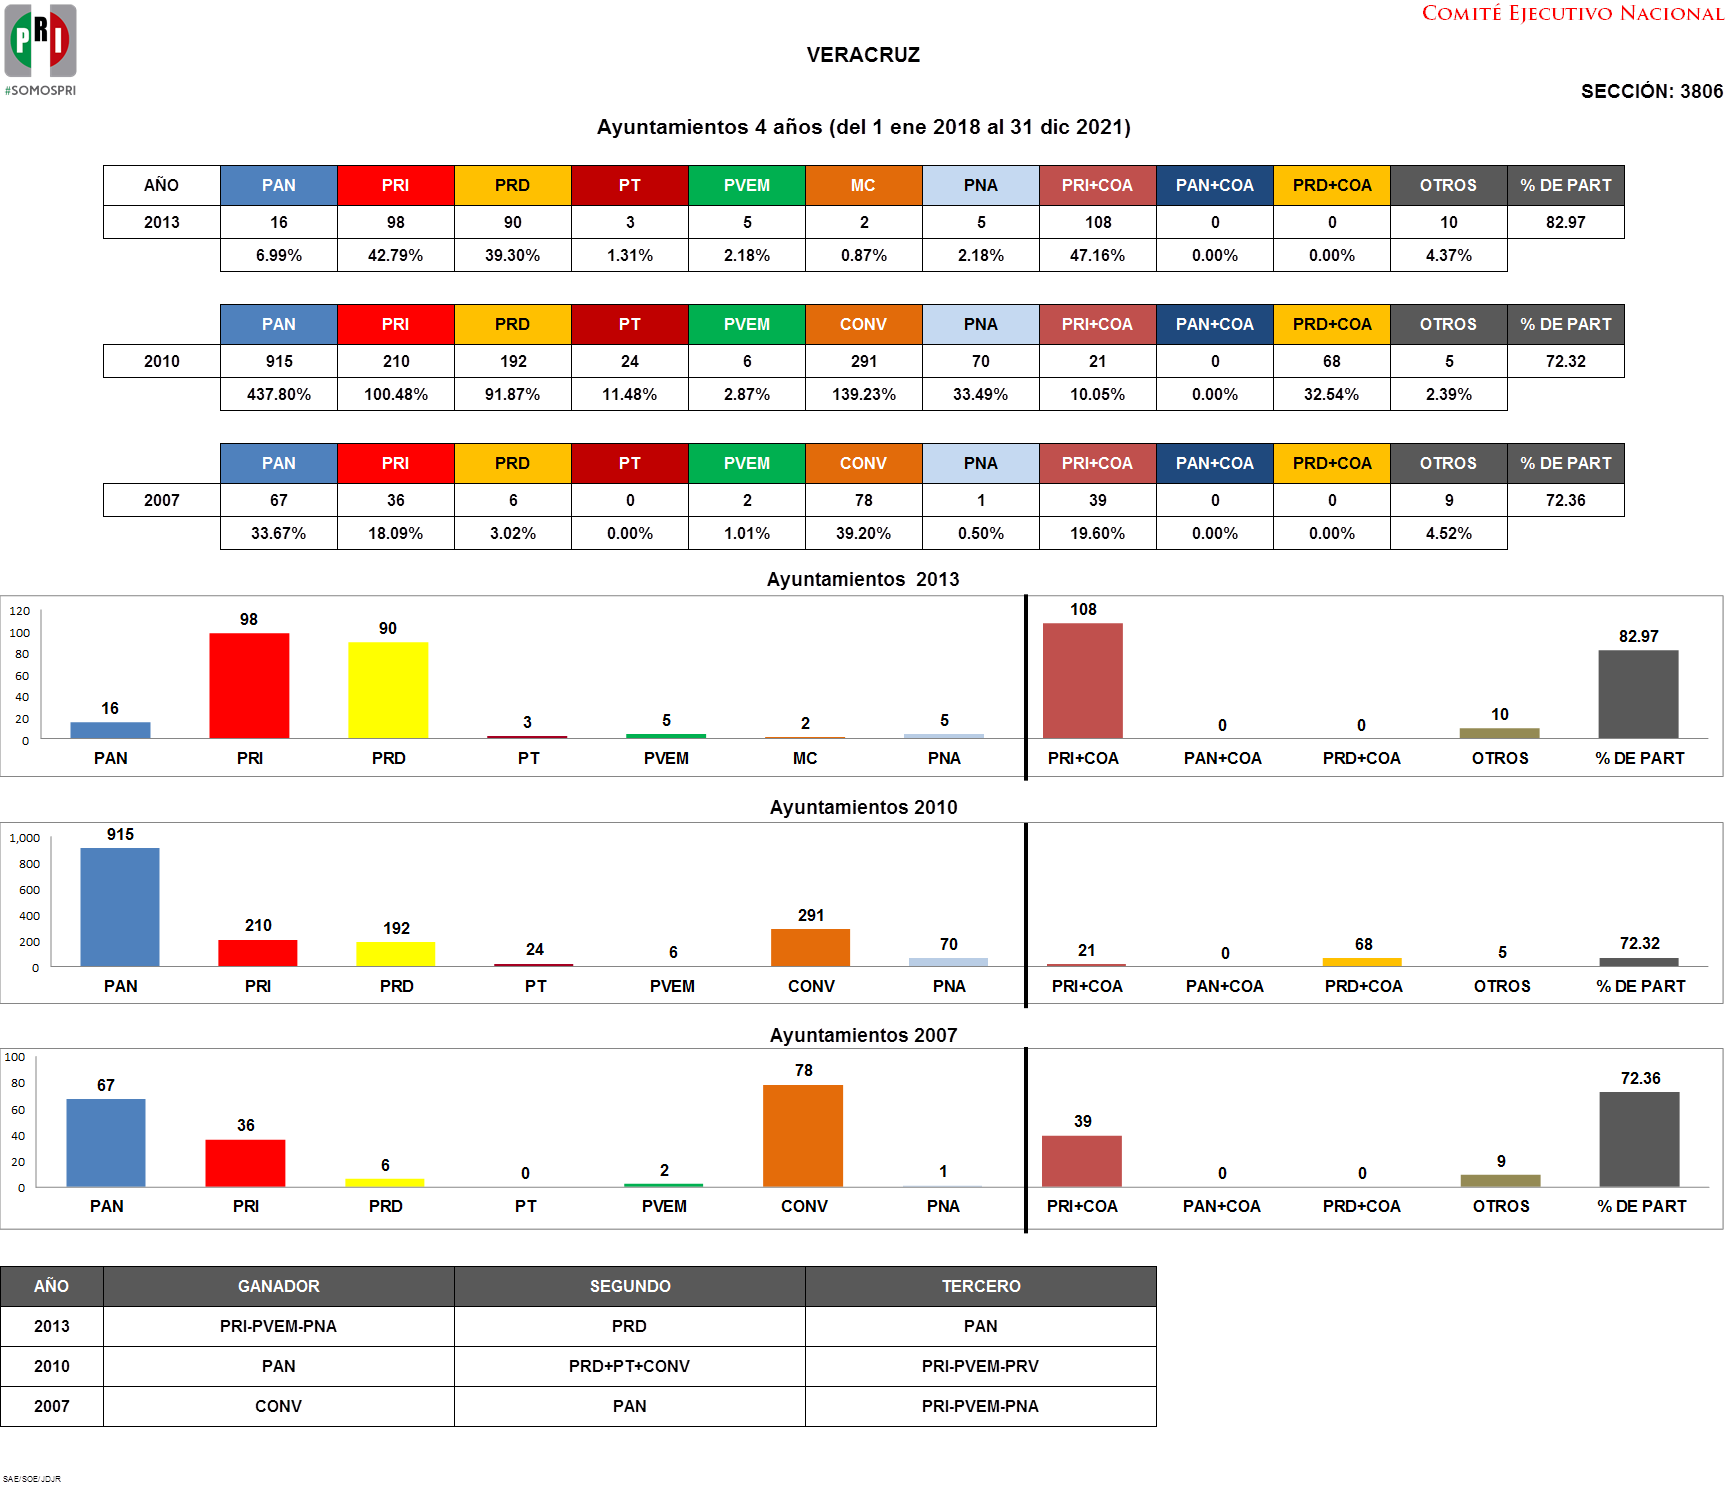 PRI
#SOMOSPRI
COMITÉ EJECUTIVO NACIONAL
VERACRUZ
SECCIÓN: 3806
Ayuntamientos 4 años (del 1 ene 2018 al 31 dic 2021)
AÑO PAN PRI PRD PT PVEM MC PNA PRI+COA PAN+COA PRD+COA OTROS % DE PART
2013 16 98 90 3 5 2 5 108 0 0 10 82.97
6.99% 42.79% 39.30% 1.31% 2.18% 0.87% 2.18% 47.16% 0.00% 0.00% 4.37%
PAN PRI PRD PT PVEM CONV PNA PRI+COA PAN+COA PRD+COA OTROS % DE PART
2010 915 210 192 24 6 291 70 21 0 68 5 72.32
437.80% 100.48% 91.87% 11.48% 2.87% 139.23% 33.49% 10.05% 0.00% 32.54% 2.39%
PAN PRI PRD PT PVEM CONV PNA PRI+COA PAN+COA PRD+COA OTROS % DE PART
2007 67 36 6 0 2 78 1 39 0 0 9 72.36
33.67% 18.09% 3.02% 0.00% 1.01% 39.20% 0.50% 19.60% 0.00% 0.00% 4.52%
Ayuntamientos 2013
120
100
80
60
40
20
0
16 98 90 3 5 2 5 108 0 0 10 82.97
PAN PRI PRD PT PVEM MC PNA PRI+COA PAN+COA PRD+COA OTROS % DE PART
Ayuntamientos 2010
1,000
800
600
400
200
0
915 210 192 24 6 291 70 21 0 68 5 72.32
PAN PRI PRD PT PVEM CONV PNA PRI+COA PAN+COA PRD+COA OTROS % DE PART
Ayuntamientos 2007
100
80
60
40
20
0
67 36 6 0 2 78 1 39 0 0 9 72.36
PAN PRI PRD PT PVEM CONV PNA PRI+COA PAN+COA PRD+COA OTROS % DE PART
AÑO GANADOR SEGUNDO TERCERO
2013 PRI-PVEM-PNA PRD PAN
2010 PAN PRD+PT+CONV PRI-PVEM-PRV
2007 CONV PAN PRI-PVEM-PNA
SAE/SOE/JDJR